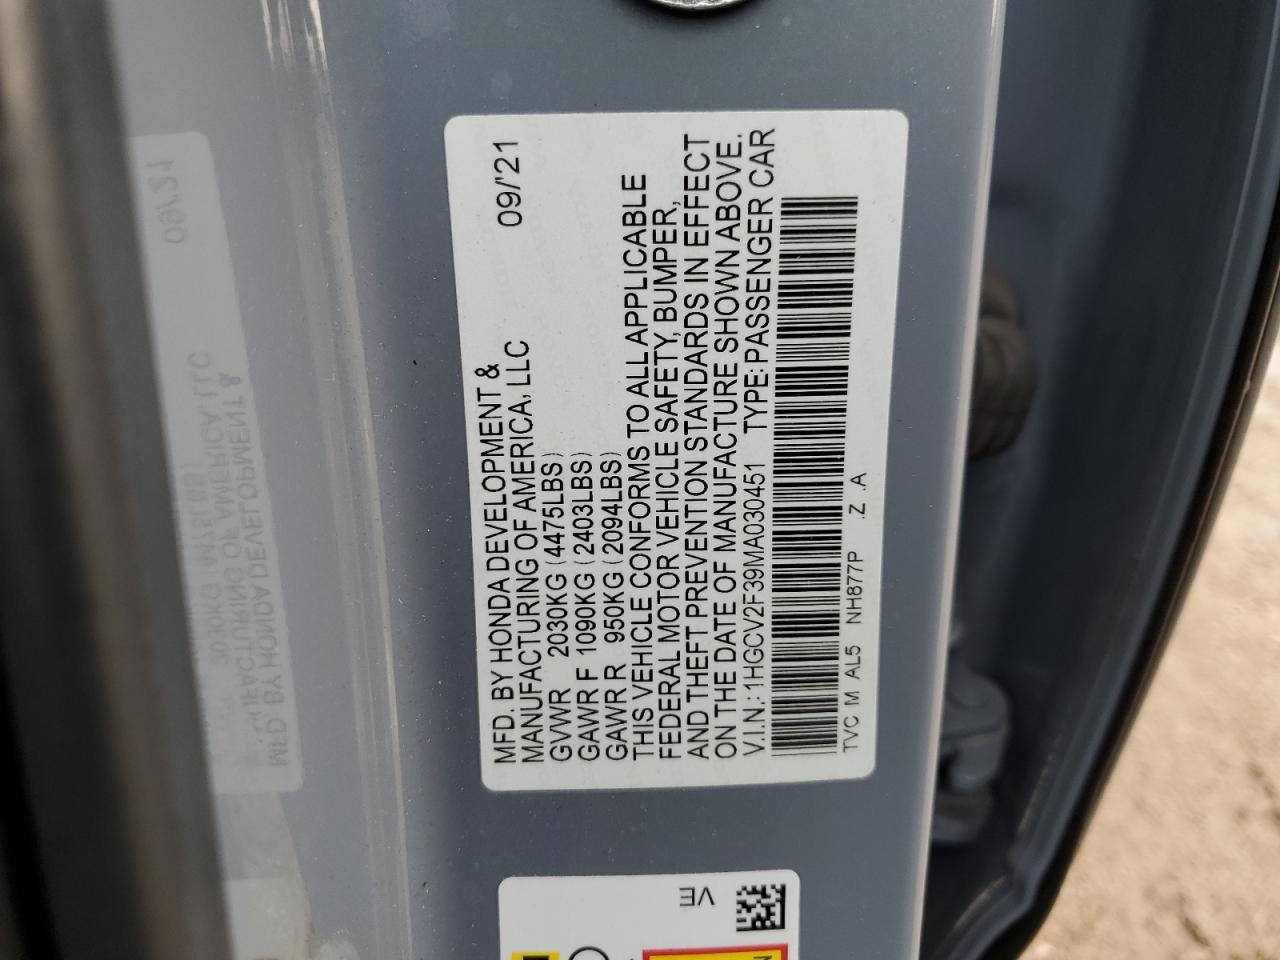 MFD. BY HONDA DEVELOPMENT &
MANUFACTURING OF AMERICA, LLC 09/'21
GVWR 2030KG (4475LBS)
GAWR F 1090KG (2403LBS)
GAWR R 950KG (2094LBS)
THIS VEHICLE CONFORMS TO ALL APPLICABLE
FEDERAL MOTOR VEHICLE SAFETY, BUMPER,
AND THEFT PREVENTION STANDARDS IN EFFECT
ON THE DATE OF MANUFACTURE SHOWN ABOVE.
V.I.N.: 1HGCV2F39MA030451 TYPE: PASSENGER CAR
TVC M AL5 NH877P .Z .A
VE